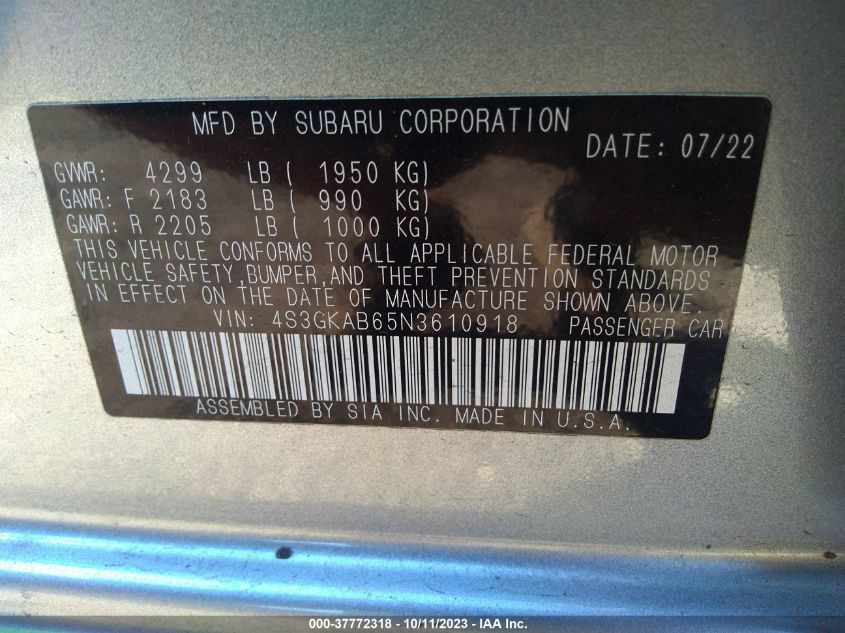 MFD BY SUBARU CORPORATION
DATE: 07/22
GVWR: 4299 LB ( 1950 KG)
GAWR: F 2183 LB ( 990 KG)
GAWR: R 2205 LB ( 1000 KG)
THIS VEHICLE CONFORMS TO ALL APPLICABLE FEDERAL MOTOR
VEHICLE SAFETY,BUMPER,AND THEFT PREVENTION STANDARDS
IN EFFECT ON THE DATE OF MANUFACTURE SHOWN ABOVE.
VIN: 4S3GKAB65N3610918 PASSENGER CAR
ASSEMBLED BY SIA INC. MADE IN U.S.A.
000-37772318 - 10/11/2023 - IAA Inc.